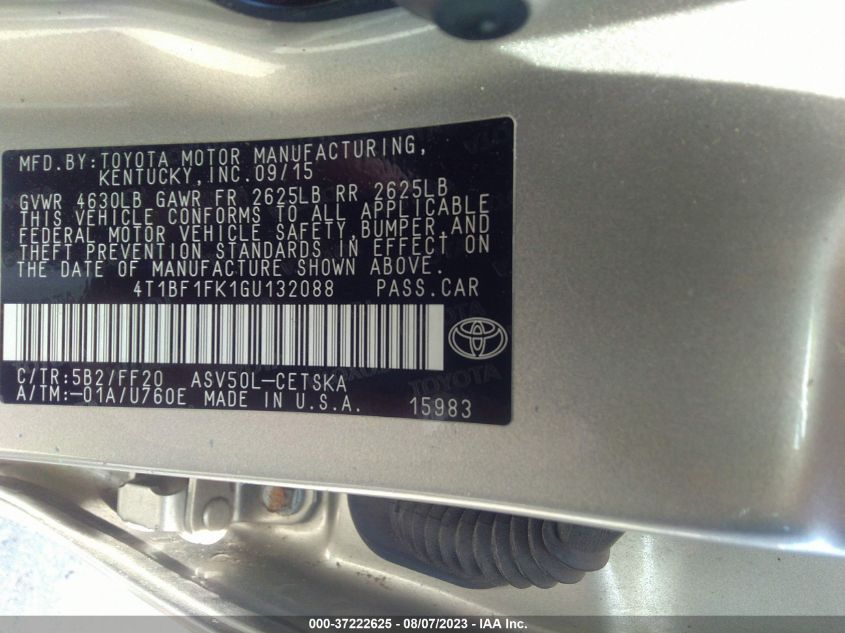 MFD.BY:TOYOTA MOTOR MANUFACTURING,
KENTUCKY, INC.09/15
GVWR 4630LB GAWR FR 2625LB RR 2625LB
THIS VEHICLE CONFORMS TO ALL APPLICABLE
FEDERAL MOTOR VEHICLE SAFETY,BUMPER,AND
THEFT PREVENTION STANDARDS IN EFFECT ON
THE DATE OF MANUFACTURE SHOWN ABOVE.
4T1BF1FK1GU132088 PASS.CAR
C/TR:5B2/FF20 ASV50L-CETSKA
A/TM:-01A/U760E MADE IN U.S.A. 15983
000-37222625 - 08/07/2023 - IAA Inc.